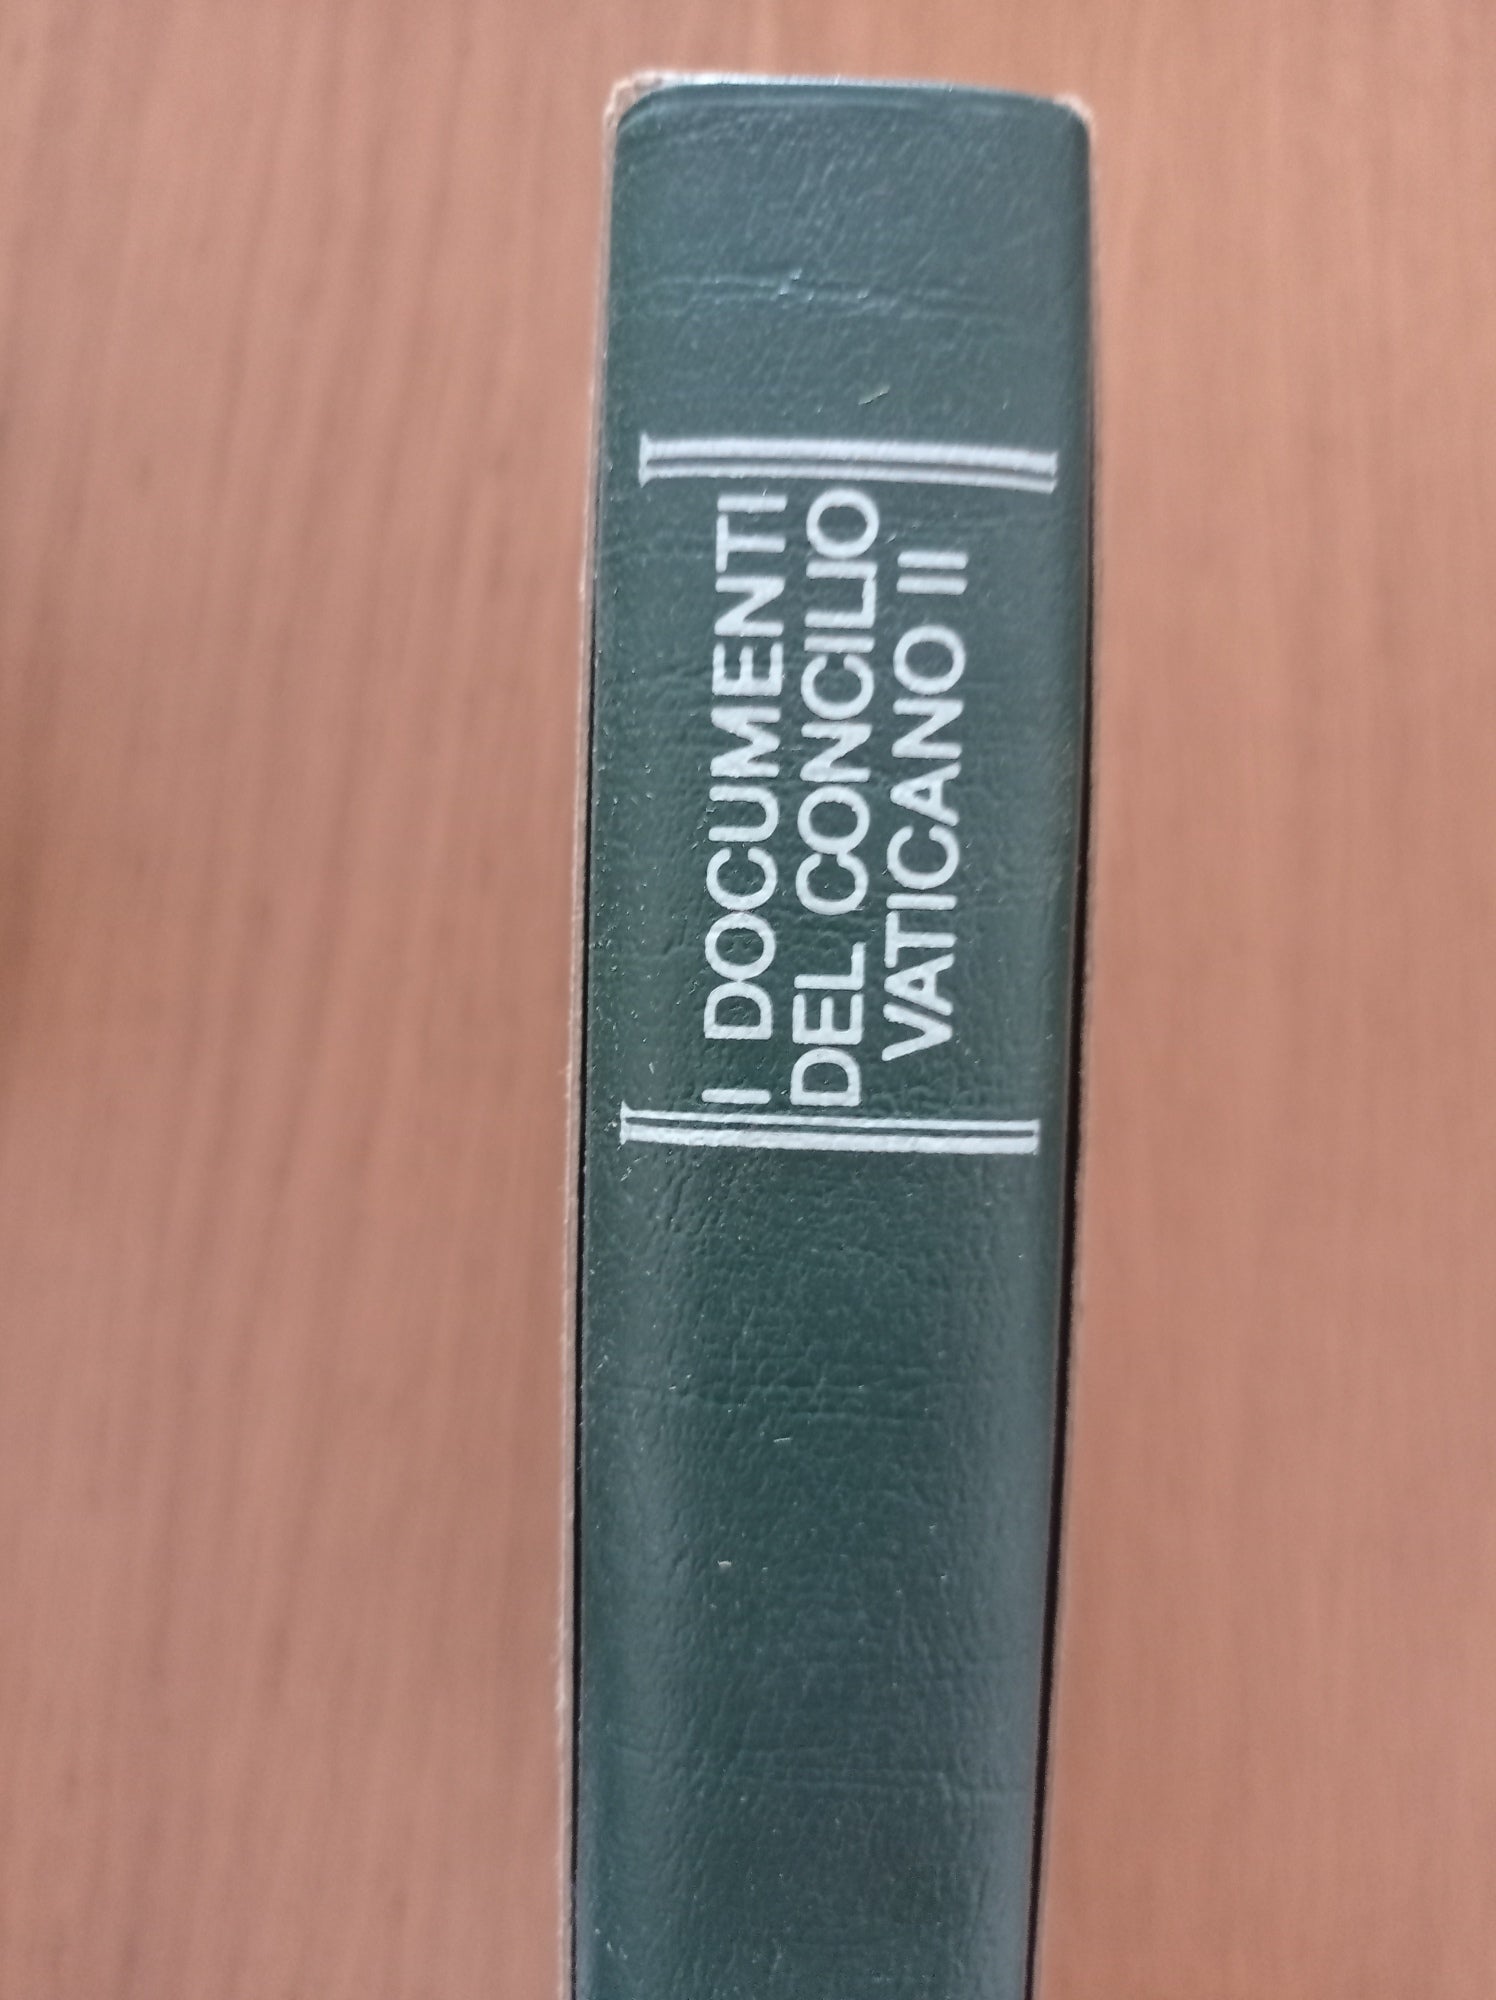 I DOCUMENTI
DEL CONCILIO
VATICANO II